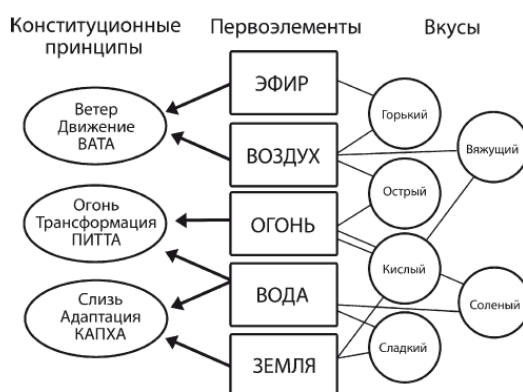 Конституционные
принципы
Первоэлементы
Вкусы
Ветер
Движение
ВАТА
Огонь
Трансформация
ПИТТА
Слизь
Адаптация
КАПХА
ЭФИР
ВОЗДУХ
ОГОНЬ
ВОДА
ЗЕМЛЯ
Горький
Острый
Кислый
Сладкий
Вяжущий
Соленый